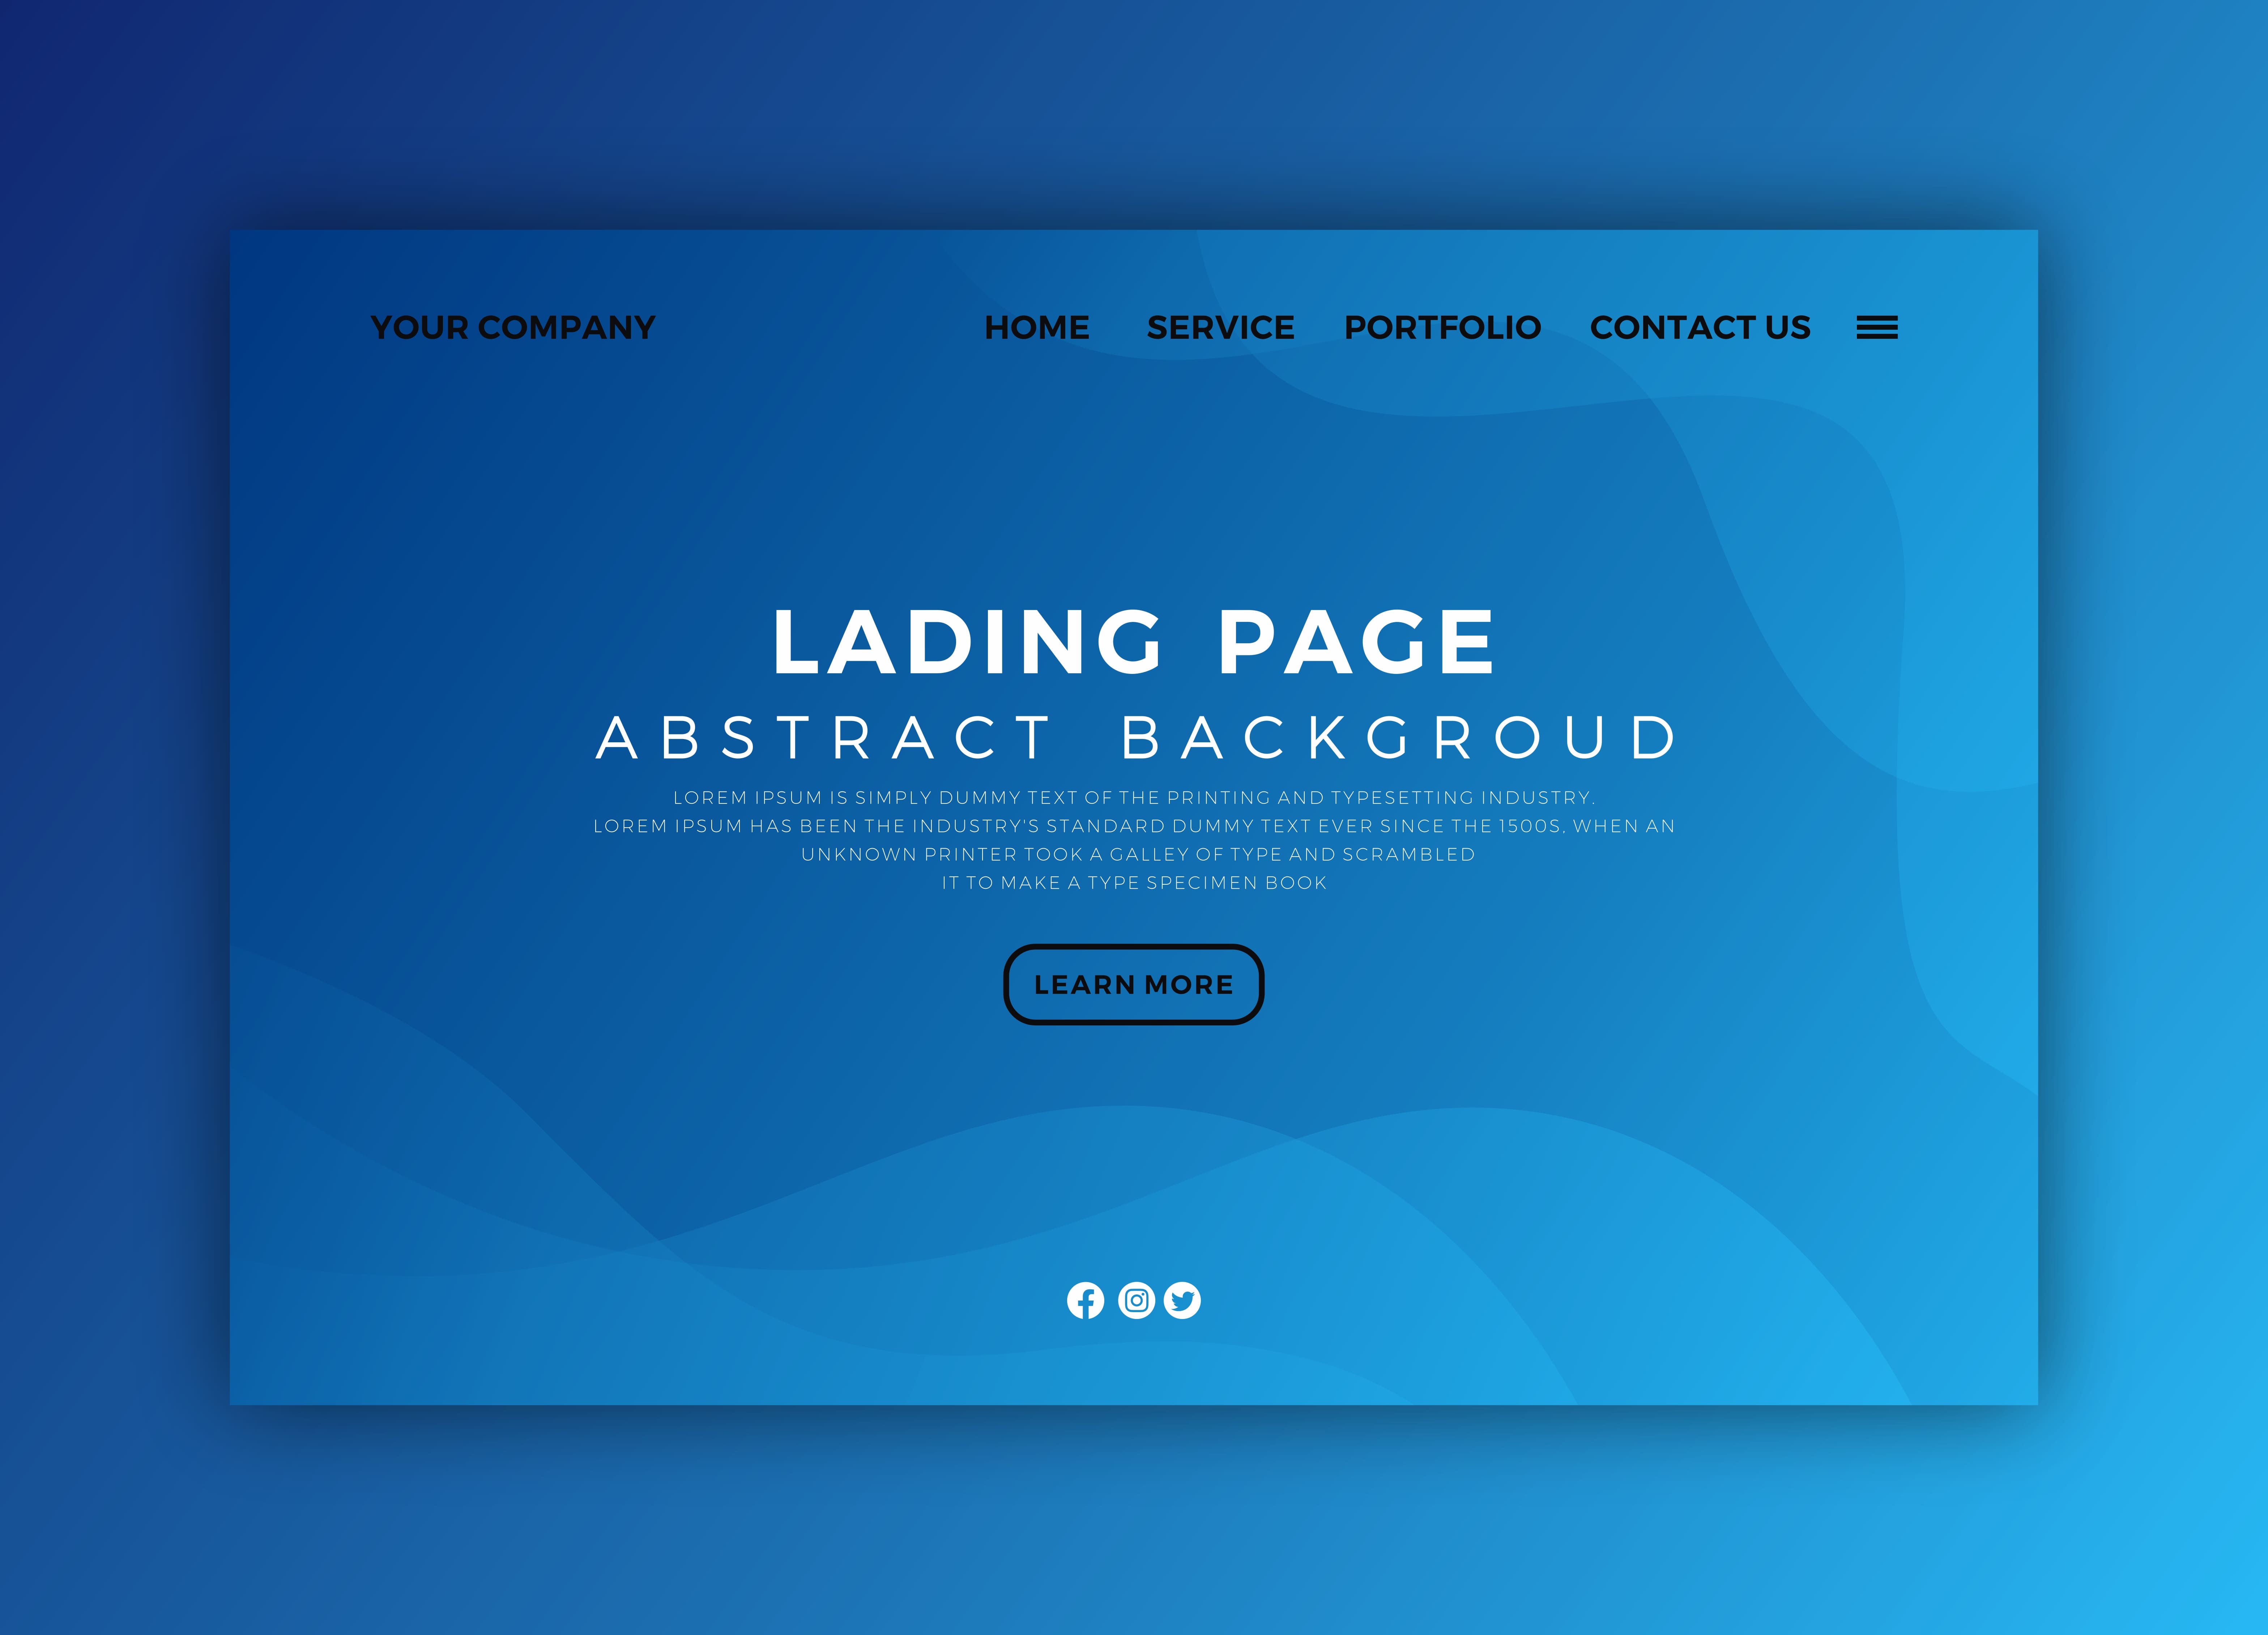 YOUR COMPANY HOME SERVICE PORTFOLIO CONTACT US
LADING PAGE
ABSTRACT BACKGROUD
LOREM IPSUM IS SIMPLY DUMMY TEXT OF THE PRINTING AND TYPESETTING INDUSTRY.
LOREM IPSUM HAS BEEN THE INDUSTRY'S STANDARD DUMMY TEXT EVER SINCE THE 1500S, WHEN AN
UNKNOWN PRINTER TOOK A GALLEY OF TYPE AND SCRAMBLED
IT TO MAKE A TYPE SPECIMEN BOOK
LEARN MORE